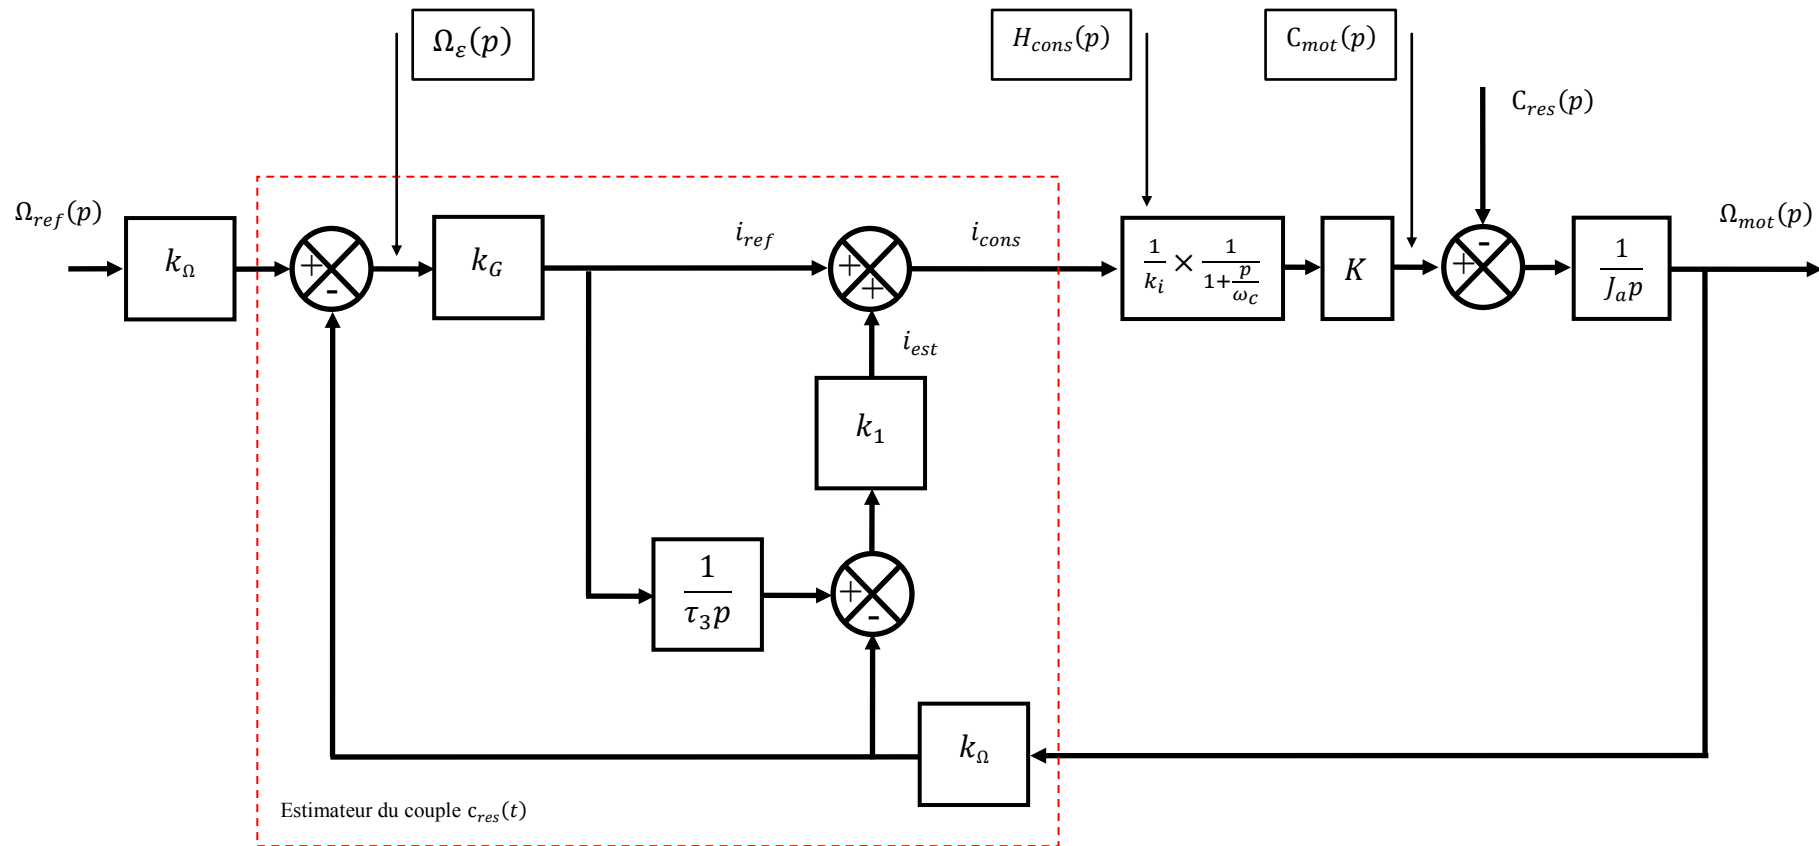 Ω_ε(p)
H_cons(p)
C_mot(p)
C_res(p)
Ω_ref(p)
k_Ω
+
-
k_G
i_ref
+
+
i_cons
1/k_i × 1/(1+p/ω_c)
K
+
-
1/(J_a p)
Ω_mot(p)
i_est
k_1
1/(τ_3 p)
+
-
k_Ω
Estimateur du couple c_res(t)